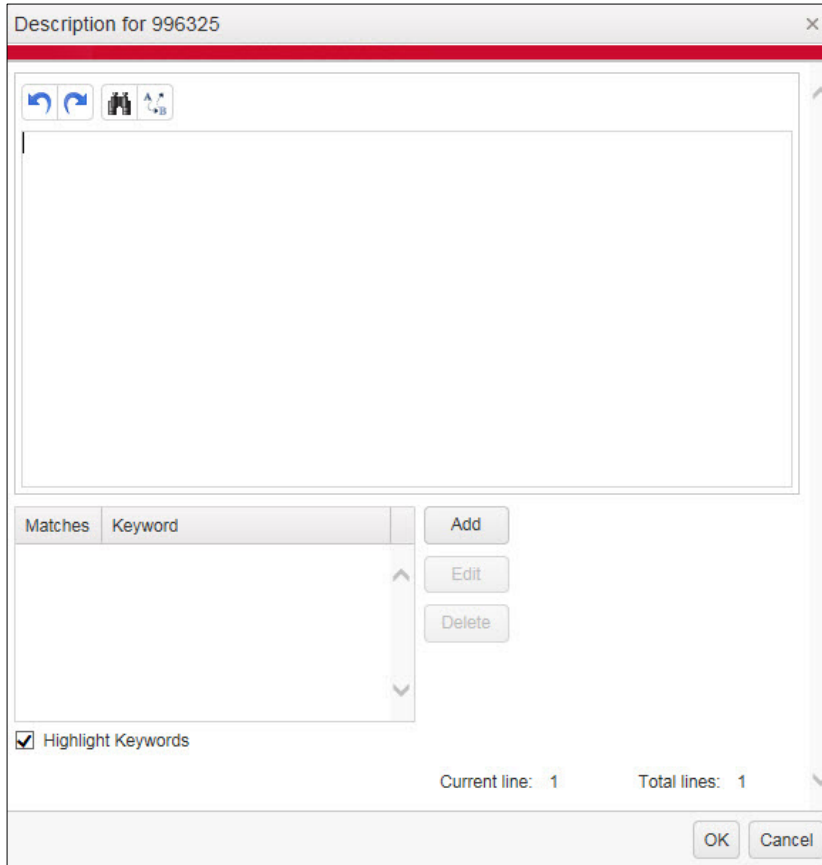 Description for 996325
Matches Keyword Add
Edit
Delete
Highlight Keywords
Current line: 1 Total lines: 1
OK Cancel